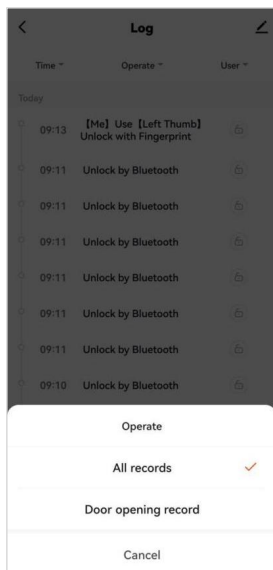 Log
Time Operate User
Today
09:13 【Me】Use【Left Thumb】
Unlock with Fingerprint
09:11 Unlock by Bluetooth
09:11 Unlock by Bluetooth
09:11 Unlock by Bluetooth
09:11 Unlock by Bluetooth
09:11 Unlock by Bluetooth
09:11 Unlock by Bluetooth
09:10 Unlock by Bluetooth
Operate
All records
Door opening record
Cancel